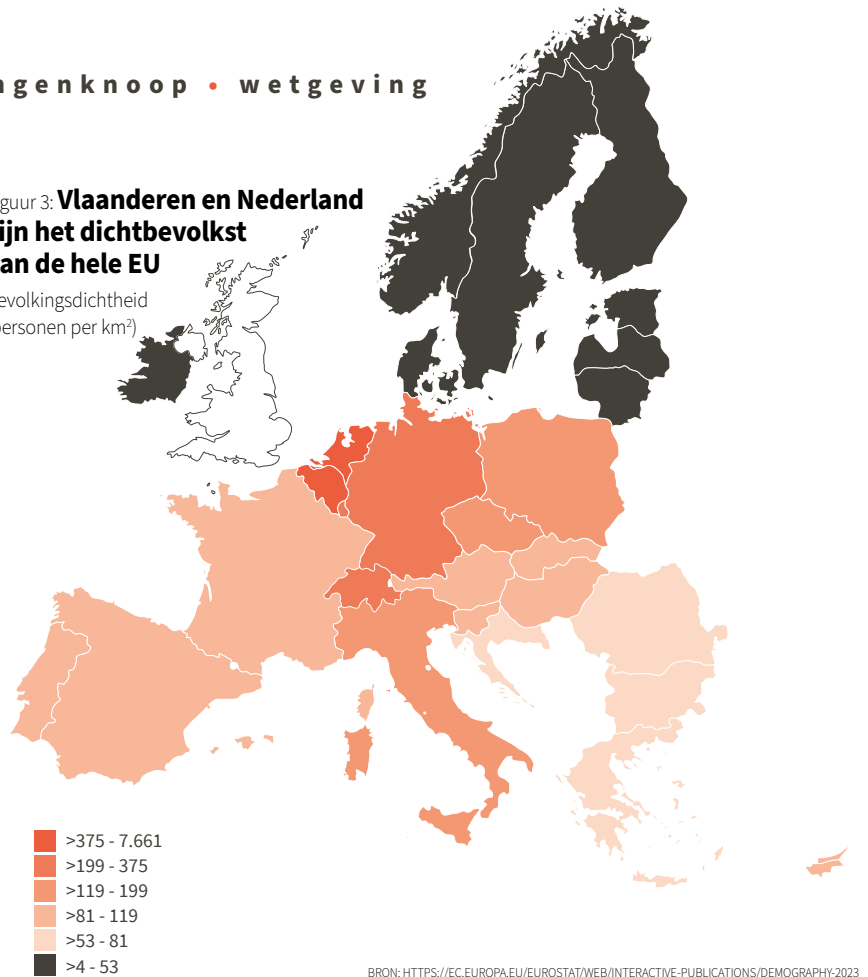 ngenknoop • wetgeving
guur 3: Vlaanderen en Nederland
ijn het dichtbevolkst
an de hele EU
evolkingsdichtheid
personen per km²)
>375 - 7.661
>199 - 375
>119 - 199
>81 - 119
>53 - 81
>4 - 53
BRON: HTTPS://EC.EUROPA.EU/EUROSTAT/WEB/INTERACTIVE-PUBLICATIONS/DEMOGRAPHY-2023